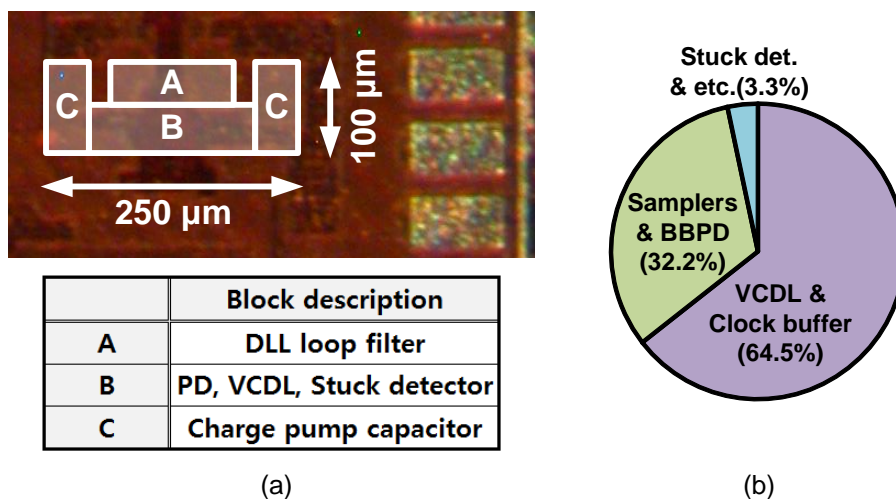 C
A
B
C
100 μm
250 μm
Block description
A
DLL loop filter
B
PD, VCDL, Stuck detector
C
Charge pump capacitor
(a)
Stuck det.
& etc.(3.3%)
Samplers
& BBPD
(32.2%)
VCDL &
Clock buffer
(64.5%)
(b)